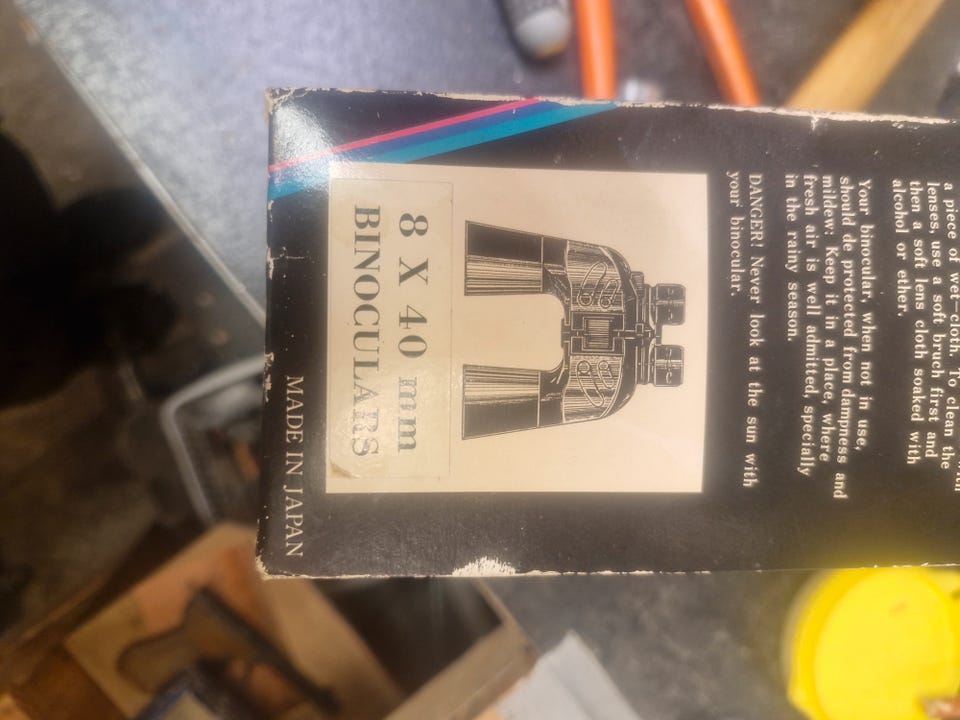 a piece of wet-cloth. To clean the
lenses, use a soft bruch first and
then a soft lens cloth soaked with
alcohol or ether.
Your binocular, when not in use,
should de protected from dampness and
mildew: Keep it in a place, where
fresh air is well admitted, specially
in the rainy season.
DANGER! Never look at the sun with
your binocular.
8 X 40 mm
BINOCULARS
MADE IN JAPAN